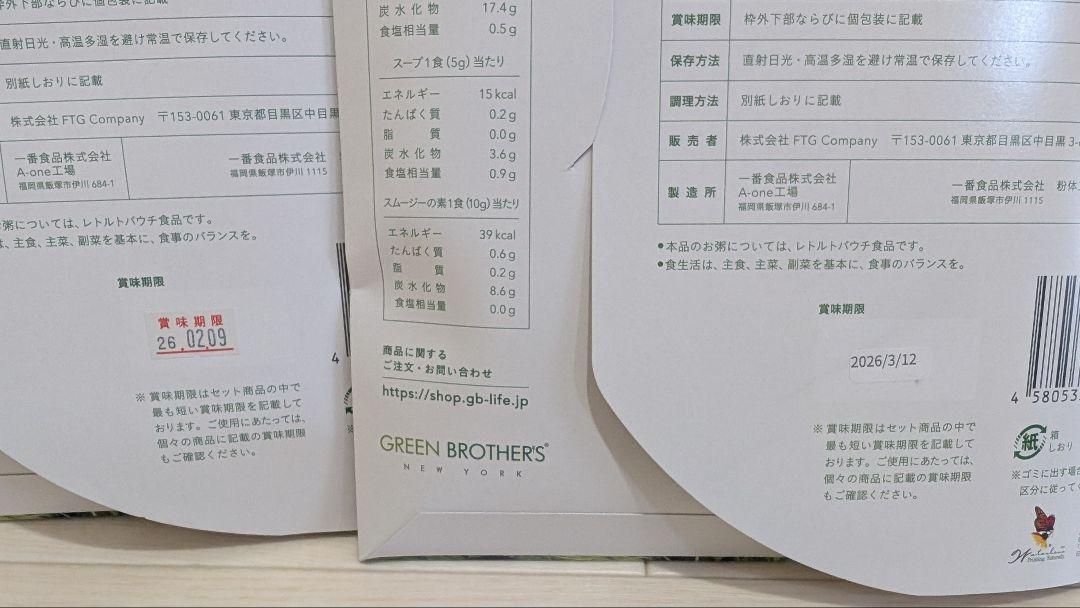 枠外下部ならびに個包装に記載
直射日光・高温多湿を避け常温で保存してください。
別紙しおりに記載
株式会社 FTG Company 〒153-0061 東京都目黒区中目黒
一番食品株式会社
A-one工場
福岡県飯塚市伊川 684-1
一番食品株式会社
福岡県飯塚市伊川 1115
お粥については、レトルトパウチ食品です。
は、主食、主菜、副菜を基本に、食事のバランスを。
賞味期限
賞味期限
26.02.09
※賞味期限はセット商品の中で
最も短い賞味期限を記載して
おります。ご使用にあたっては、
個々の商品に記載の賞味期限
もご確認ください。
4
炭水化物 17.4g
食塩相当量 0.5g
スープ1食(5g)当たり
エネルギー 15kcal
たんぱく質 0.2g
脂質 0.0g
炭水化物 3.6g
食塩相当量 0.9g
スムージーの素1食(10g)当たり
エネルギー 39kcal
たんぱく質 0.6g
脂質 0.2g
炭水化物 8.6g
食塩相当量 0.0g
商品に関する
ご注文・お問い合わせ
https://shop.gb-life.jp
GREEN BROTHER'S®
NEW YORK
賞味期限 枠外下部ならびに個包装に記載
保存方法 直射日光・高温多湿を避け常温で保存してください。
調理方法 別紙しおりに記載
販売者 株式会社 FTG Company 〒153-0061 東京都目黒区中目黒 3-
製造所
一番食品株式会社
A-one工場
福岡県飯塚市伊川 684-1
一番食品株式会社 粉体
福岡県飯塚市伊川 1115
●本品のお粥については、レトルトパウチ食品です。
●食生活は、主食、主菜、副菜を基本に、食事のバランスを。
賞味期限
2026/3/12
※賞味期限はセット商品の中で
最も短い賞味期限を記載して
おります。ご使用にあたっては、
個々の商品に記載の賞味期限
もご確認ください。
4 58053
紙
箱
しおり
※ゴミに出す場合
区分に従って